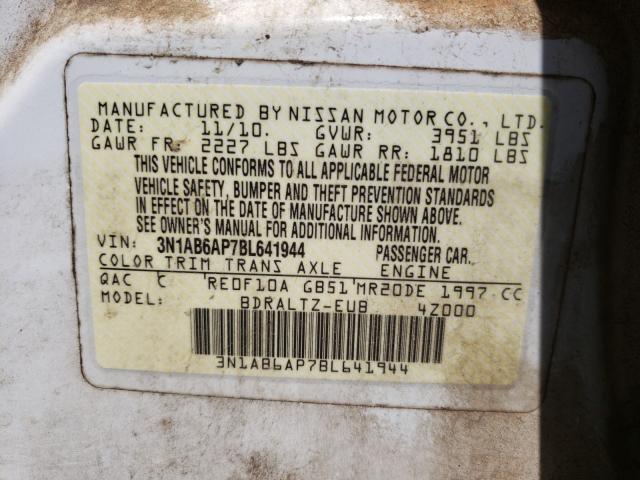 MANUFACTURED BY NISSAN MOTOR CO., LTD.
DATE: 11/10. GVWR: 3951 LBS
GAWR FR: 2227 LBS GAWR RR: 1810 LBS
THIS VEHICLE CONFORMS TO ALL APPLICABLE FEDERAL MOTOR
VEHICLE SAFETY, BUMPER AND THEFT PREVENTION STANDARDS
IN EFFECT ON THE DATE OF MANUFACTURE SHOWN ABOVE.
SEE OWNER'S MANUAL FOR ADDITIONAL INFORMATION.
VIN: 3N1AB6AP7BL641944 PASSENGER CAR.
COLOR TRIM TRANS AXLE ENGINE
QAC C RE0F10A GB51 MR20DE 1997 CC
MODEL: BDRALTZ-EUB 4Z000
3N1AB6AP7BL641944